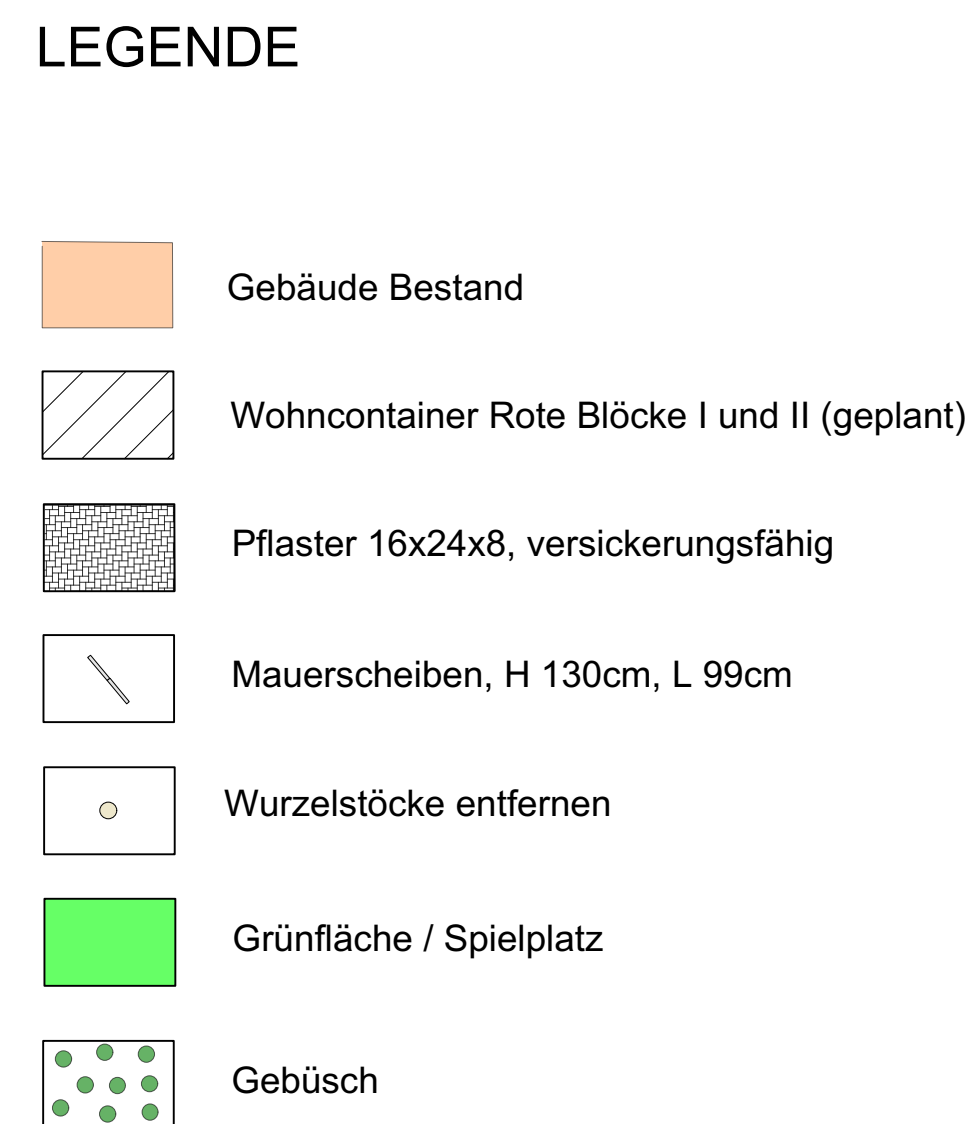 LEGENDE
Gebäude Bestand
Wohncontainer Rote Blöcke I und II (geplant)
Pflaster 16x24x8, versickerungsfähig
Mauerscheiben, H 130cm, L 99cm
Wurzelstöcke entfernen
Grünfläche / Spielplatz
Gebüsch